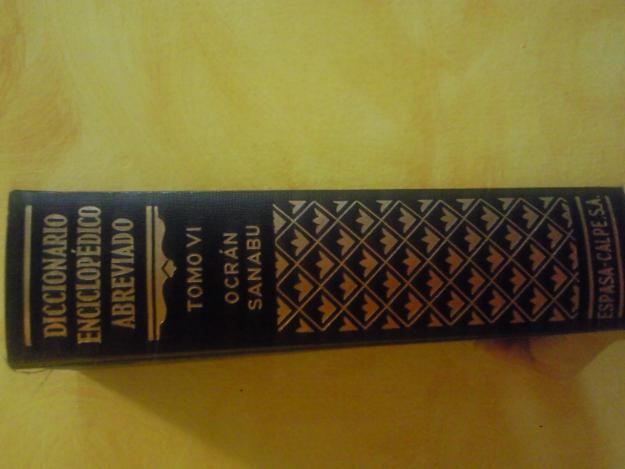 DICCIONARIO
ENCICLOPÉDICO
ABREVIADO
TOMO VI
OCRÁN
SANABU
ESPASA-CALPE, S.A.